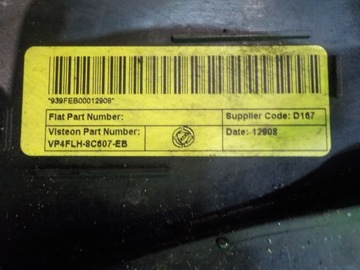 *939FEB00012908*
Fiat Part Number:
Supplier Code: D167
Visteon Part Number:
Date: 12908
VP4FLH-8C607-EB